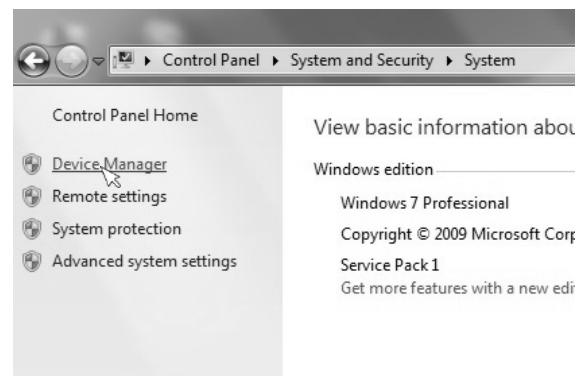 Control Panel ▸ System and Security ▸ System
Control Panel Home
Device Manager
Remote settings
System protection
Advanced system settings
View basic information abou
Windows edition
Windows 7 Professional
Copyright © 2009 Microsoft Corp
Service Pack 1
Get more features with a new edi